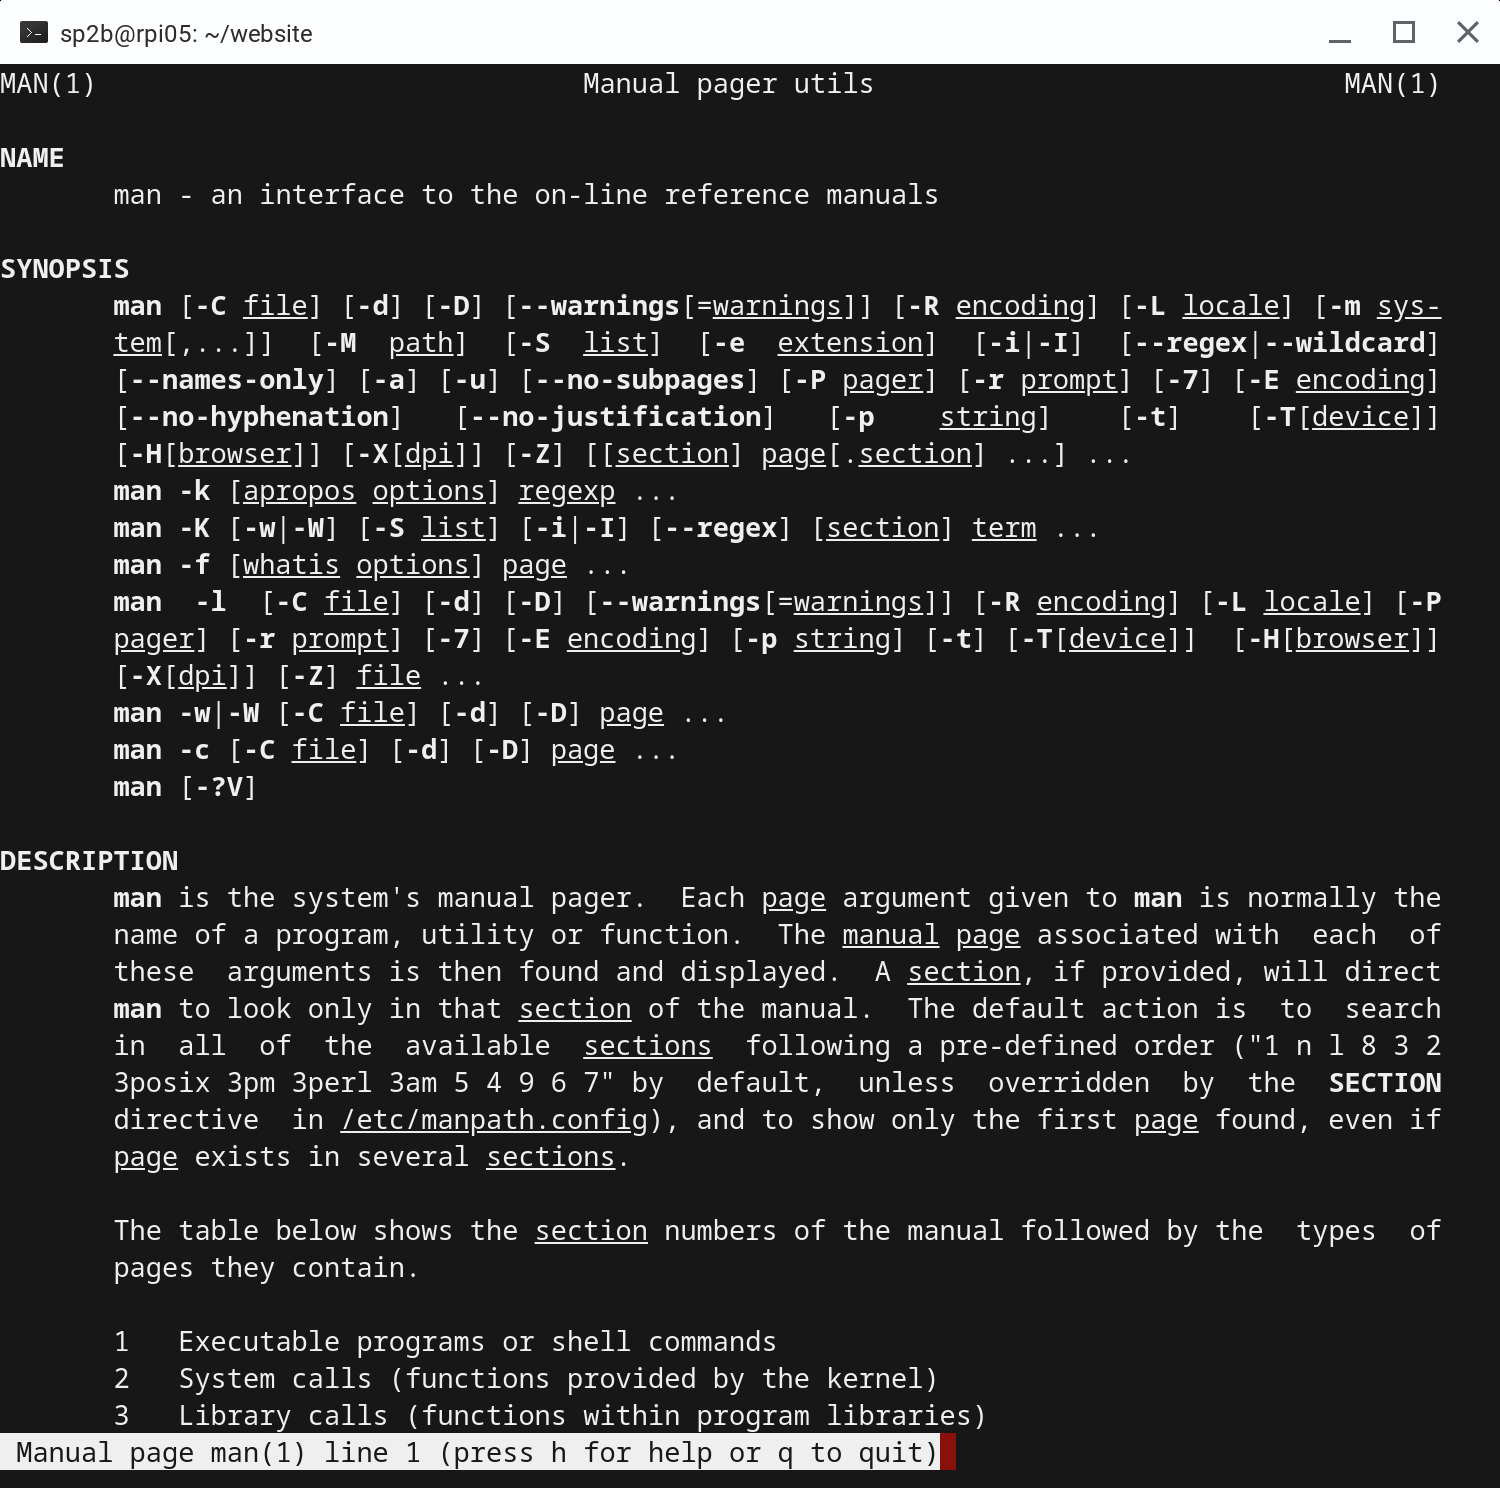 sp2b@rpi05: ~/website
MAN(1) Manual pager utils MAN(1)
NAME
man - an interface to the on-line reference manuals
SYNOPSIS
man [-C file] [-d] [-D] [--warnings[=warnings]] [-R encoding] [-L locale] [-m sys-
tem[,...]] [-M path] [-S list] [-e extension] [-i|-I] [--regex|--wildcard]
[--names-only] [-a] [-u] [--no-subpages] [-P pager] [-r prompt] [-7] [-E encoding]
[--no-hyphenation] [--no-justification] [-p string] [-t] [-T[device]]
[-H[browser]] [-X[dpi]] [-Z] [[section] page[.section] ...] ...
man -k [apropos options] regexp ...
man -K [-w|-W] [-S list] [-i|-I] [--regex] [section] term ...
man -f [whatis options] page ...
man -l [-C file] [-d] [-D] [--warnings[=warnings]] [-R encoding] [-L locale] [-P
pager] [-r prompt] [-7] [-E encoding] [-p string] [-t] [-T[device]] [-H[browser]]
[-X[dpi]] [-Z] file ...
man -w|-W [-C file] [-d] [-D] page ...
man -c [-C file] [-d] [-D] page ...
man [-?V]
DESCRIPTION
man is the system's manual pager. Each page argument given to man is normally the
name of a program, utility or function. The manual page associated with each of
these arguments is then found and displayed. A section, if provided, will direct
man to look only in that section of the manual. The default action is to search
in all of the available sections following a pre-defined order ("1 n l 8 3 2
3posix 3pm 3perl 3am 5 4 9 6 7" by default, unless overridden by the SECTION
directive in /etc/manpath.config), and to show only the first page found, even if
page exists in several sections.
The table below shows the section numbers of the manual followed by the types of
pages they contain.
1 Executable programs or shell commands
2 System calls (functions provided by the kernel)
3 Library calls (functions within program libraries)
Manual page man(1) line 1 (press h for help or q to quit)